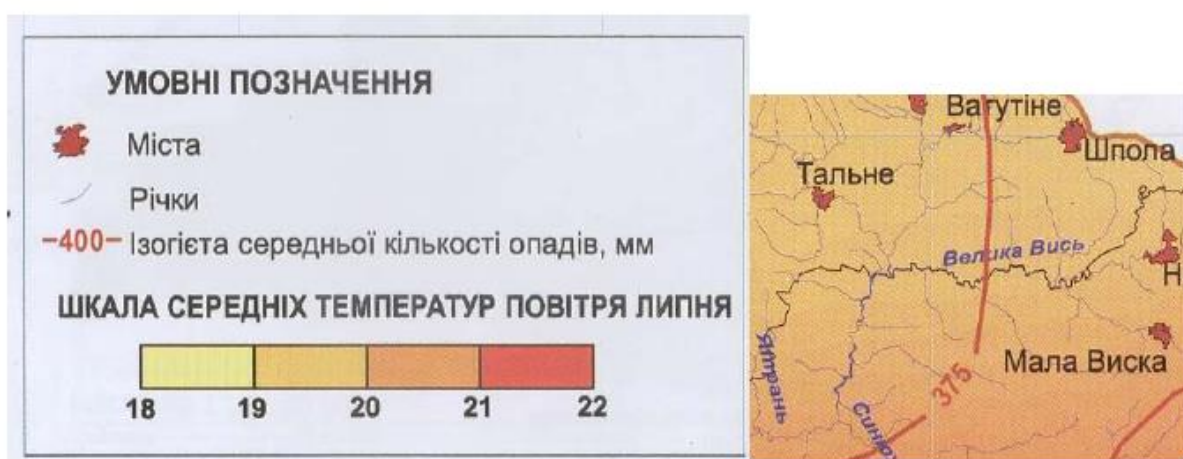 УМОВНІ ПОЗНАЧЕННЯ
Міста
Річки
–400– Ізогієта середньої кількості опадів, мм
ШКАЛА СЕРЕДНІХ ТЕМПЕРАТУР ПОВІТРЯ ЛИПНЯ
18 19 20 21 22
Ватутіне
Шпола
Тальне
Велика Вись
Н
Ятрань
Мала Виска
375
Синюх